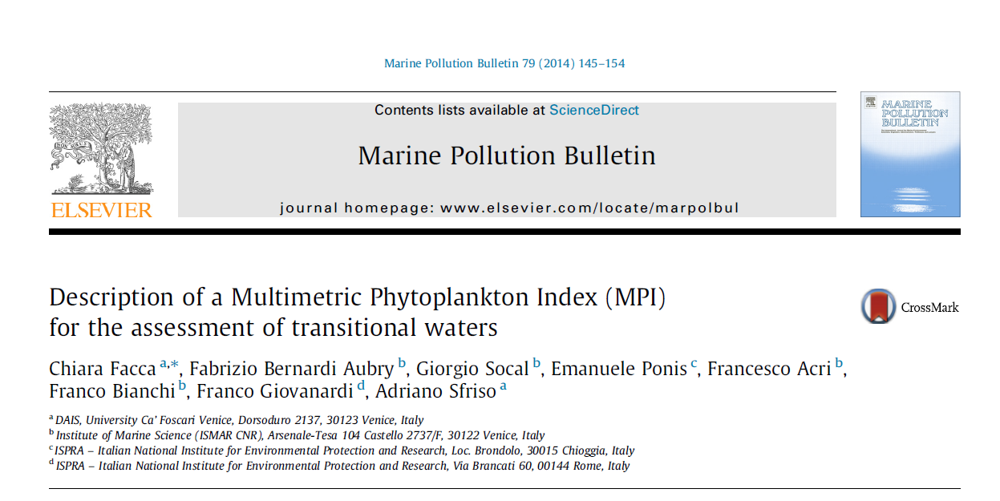 Marine Pollution Bulletin 79 (2014) 145–154
Contents lists available at ScienceDirect
Marine Pollution Bulletin
journal homepage: www.elsevier.com/locate/marpolbul
ELSEVIER
MARINE
POLLUTION
BULLETIN
Description of a Multimetric Phytoplankton Index (MPI)
for the assessment of transitional waters
CrossMark
Chiara Facca a,*, Fabrizio Bernardi Aubry b, Giorgio Socal b, Emanuele Ponis c, Francesco Acri b,
Franco Bianchi b, Franco Giovanardi d, Adriano Sfriso a
a DAIS, University Ca' Foscari Venice, Dorsoduro 2137, 30123 Venice, Italy
b Institute of Marine Science (ISMAR CNR), Arsenale-Tesa 104 Castello 2737/F, 30122 Venice, Italy
c ISPRA – Italian National Institute for Environmental Protection and Research, Loc. Brondolo, 30015 Chioggia, Italy
d ISPRA – Italian National Institute for Environmental Protection and Research, Via Brancati 60, 00144 Rome, Italy